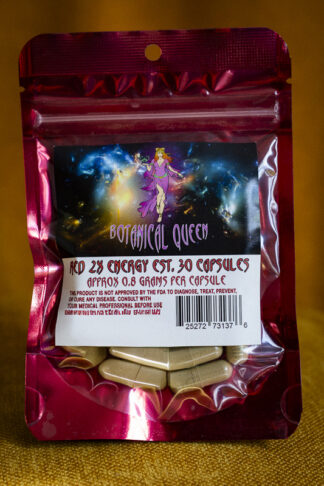 BOTANICAL QUEEN
RED 2% ENERGY EST. 30 CAPSULES
APPROX 0.8 GRAMS PER CAPSULE
THIS PRODUCT IS NOT APPROVED BY THE FDA TO DIAGNOSE, TREAT, PREVENT,
OR CURE ANY DISEASE. CONSULT WITH
YOUR MEDICAL PROFESSIONAL BEFORE USE
25272 73137 6